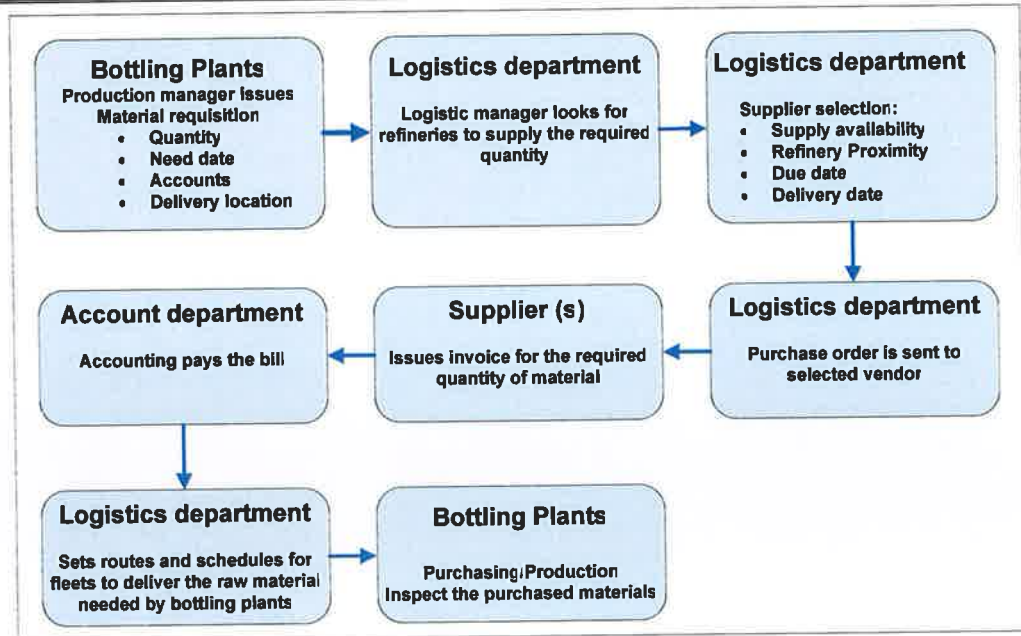 Bottling Plants
Production manager issues
Material requisition
• Quantity
• Need date
• Accounts
• Delivery location
Logistics department
Logistic manager looks for
refineries to supply the required
quantity
Logistics department
Supplier selection:
• Supply availability
• Refinery Proximity
• Due date
• Delivery date
Logistics department
Purchase order is sent to
selected vendor
Supplier (s)
Issues invoice for the required
quantity of material
Account department
Accounting pays the bill
Logistics department
Sets routes and schedules for
fleets to deliver the raw material
needed by bottling plants
Bottling Plants
Purchasing/Production
Inspect the purchased materials